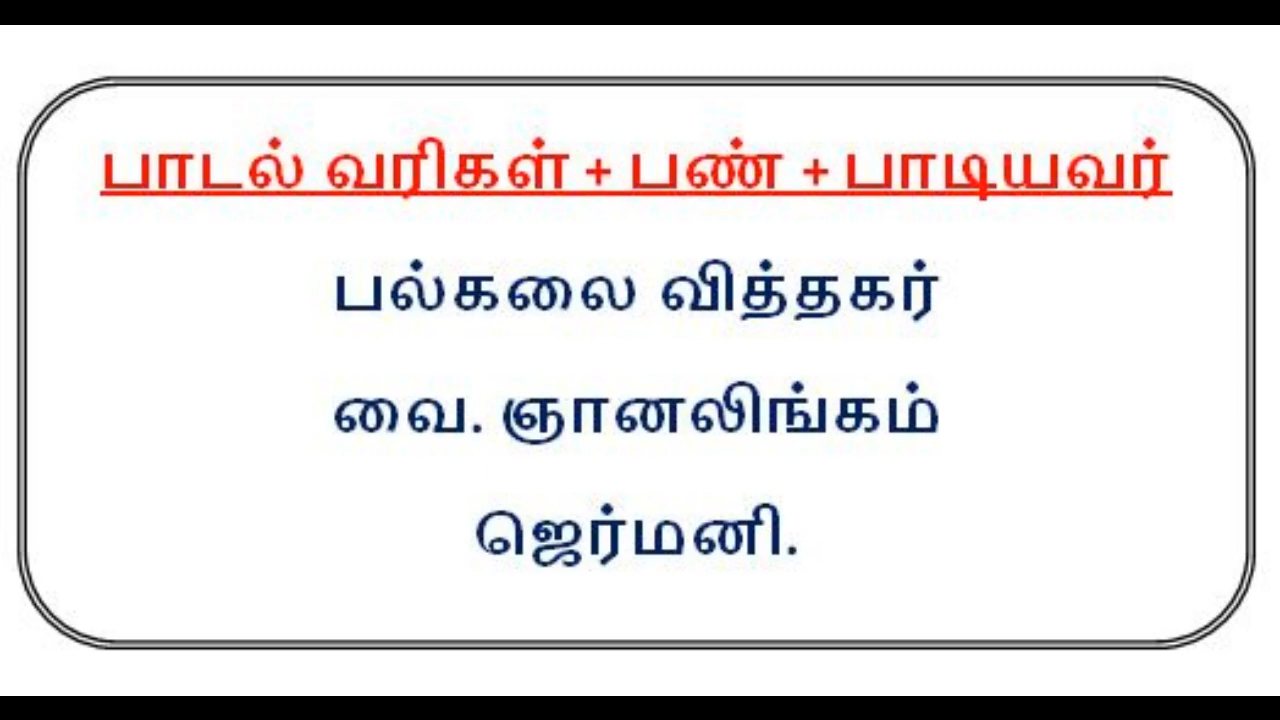 பாடல் வரிகள் + பண் + பாடியவர்
பல்கலை வித்தகர்
வை. ஞானலிங்கம்
ஜெர்மனி.